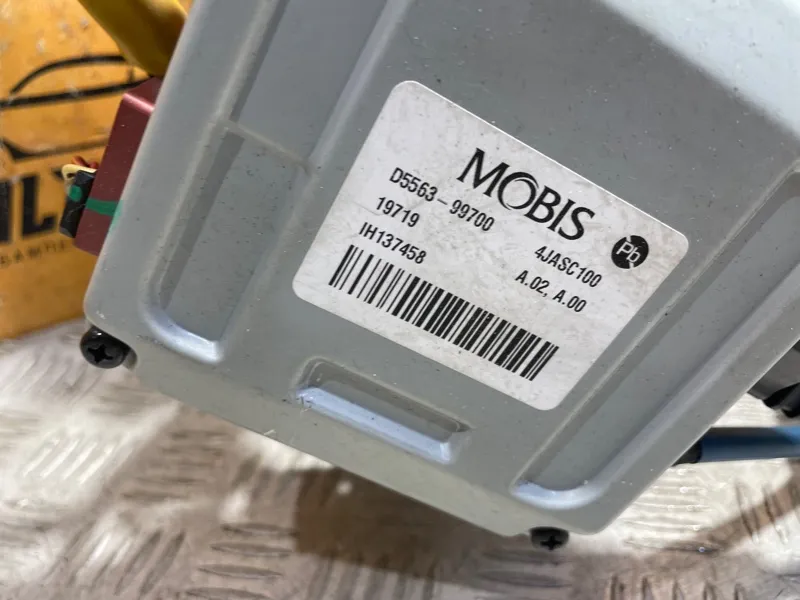 MOBIS
D5563-99700
4JASC100
Pb
19719
A.02, A.00
IH137458